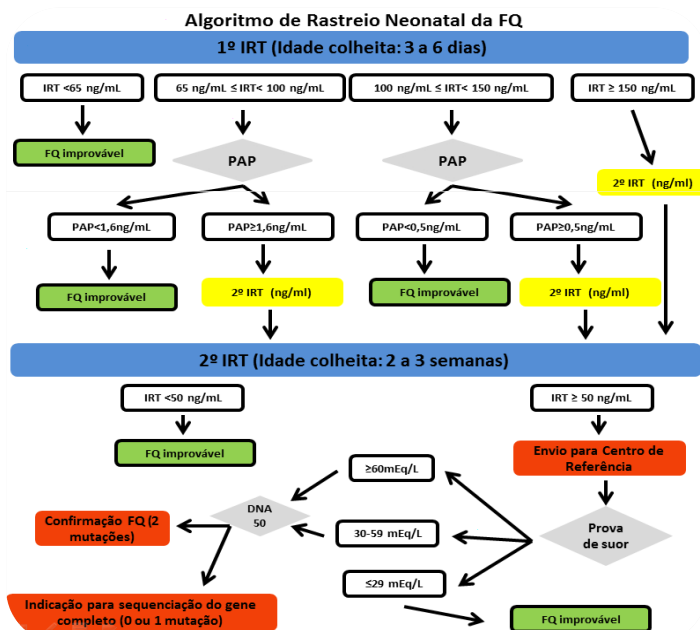 Algoritmo de Rastreio Neonatal da FQ
1º IRT (Idade colheita: 3 a 6 dias)
IRT <65 ng/mL
65 ng/mL ≤ IRT< 100 ng/mL
100 ng/mL ≤ IRT< 150 ng/mL
IRT ≥ 150 ng/mL
FQ improvável
PAP
PAP
2º IRT (ng/ml)
PAP<1,6ng/mL
PAP≥1,6ng/mL
PAP<0,5ng/mL
PAP≥0,5ng/mL
FQ improvável
2º IRT (ng/ml)
FQ improvável
2º IRT (ng/ml)
2º IRT (Idade colheita: 2 a 3 semanas)
IRT <50 ng/mL
IRT ≥ 50 ng/mL
FQ improvável
Envio para Centro de
Referência
≥60mEq/L
DNA
50
Confirmação FQ (2
mutações)
30-59 mEq/L
Prova
de suor
≤29 mEq/L
Indicação para sequenciação do gene
completo (0 ou 1 mutação)
FQ improvável